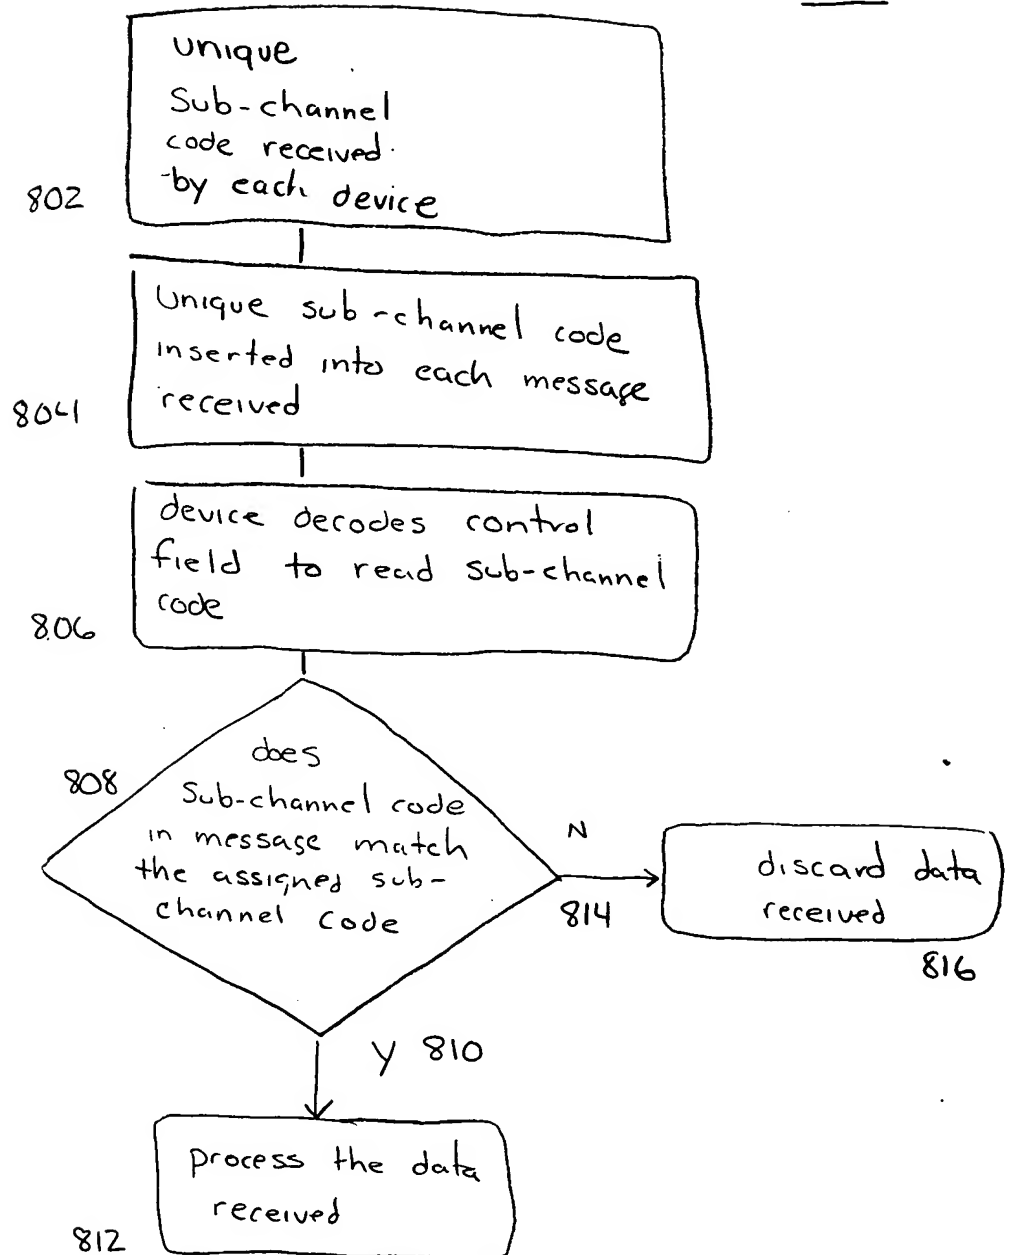 unique
Sub-channel
code received
by each device
802
Unique sub-channel code
inserted into each message
received
804
device decodes control
field to read sub-channel
code
806
808
does
Sub-channel code
in message match
the assigned sub-
channel code
N
814
discard data
received
816
Y 810
process the data
received
812